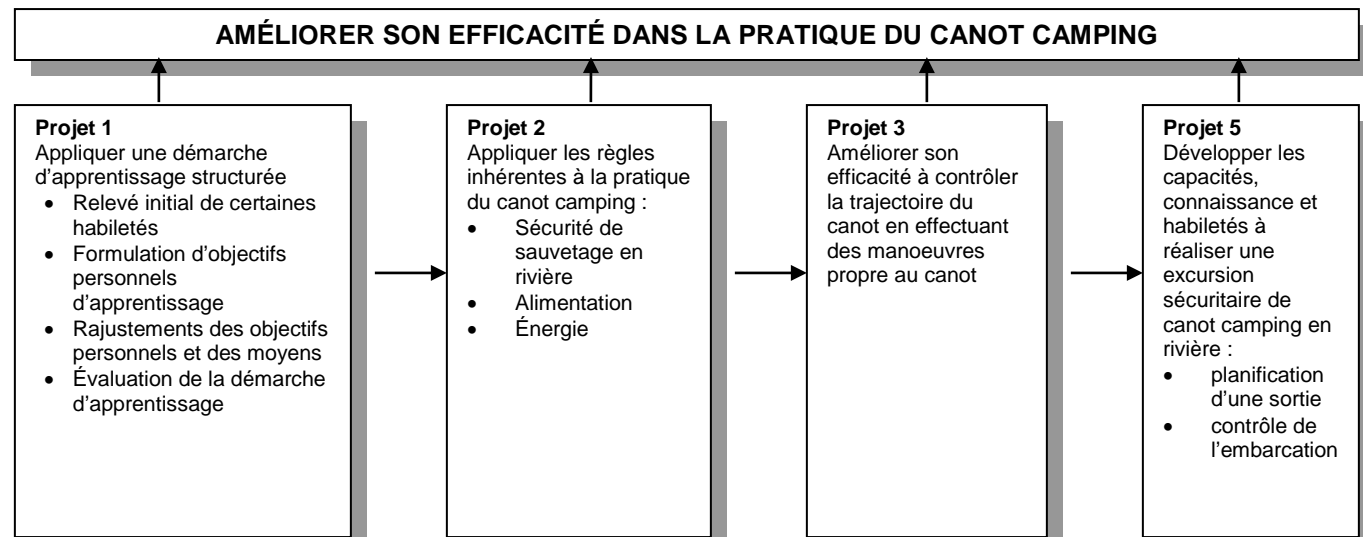 AMÉLIORER SON EFFICACITÉ DANS LA PRATIQUE DU CANOT CAMPING
Projet 1
Appliquer une démarche
d’apprentissage structurée
• Relevé initial de certaines
habiletés
• Formulation d’objectifs
personnels
d’apprentissage
• Rajustements des objectifs
personnels et des moyens
• Évaluation de la démarche
d’apprentissage
Projet 2
Appliquer les règles
inhérentes à la pratique
du canot camping :
• Sécurité de
sauvetage en
rivière
• Alimentation
• Énergie
Projet 3
Améliorer son
efficacité à contrôler
la trajectoire du
canot en effectuant
des manoeuvres
propre au canot
Projet 5
Développer les
capacités,
connaissance et
habiletés à
réaliser une
excursion
sécuritaire de
canot camping en
rivière :
• planification
d’une sortie
• contrôle de
l’embarcation